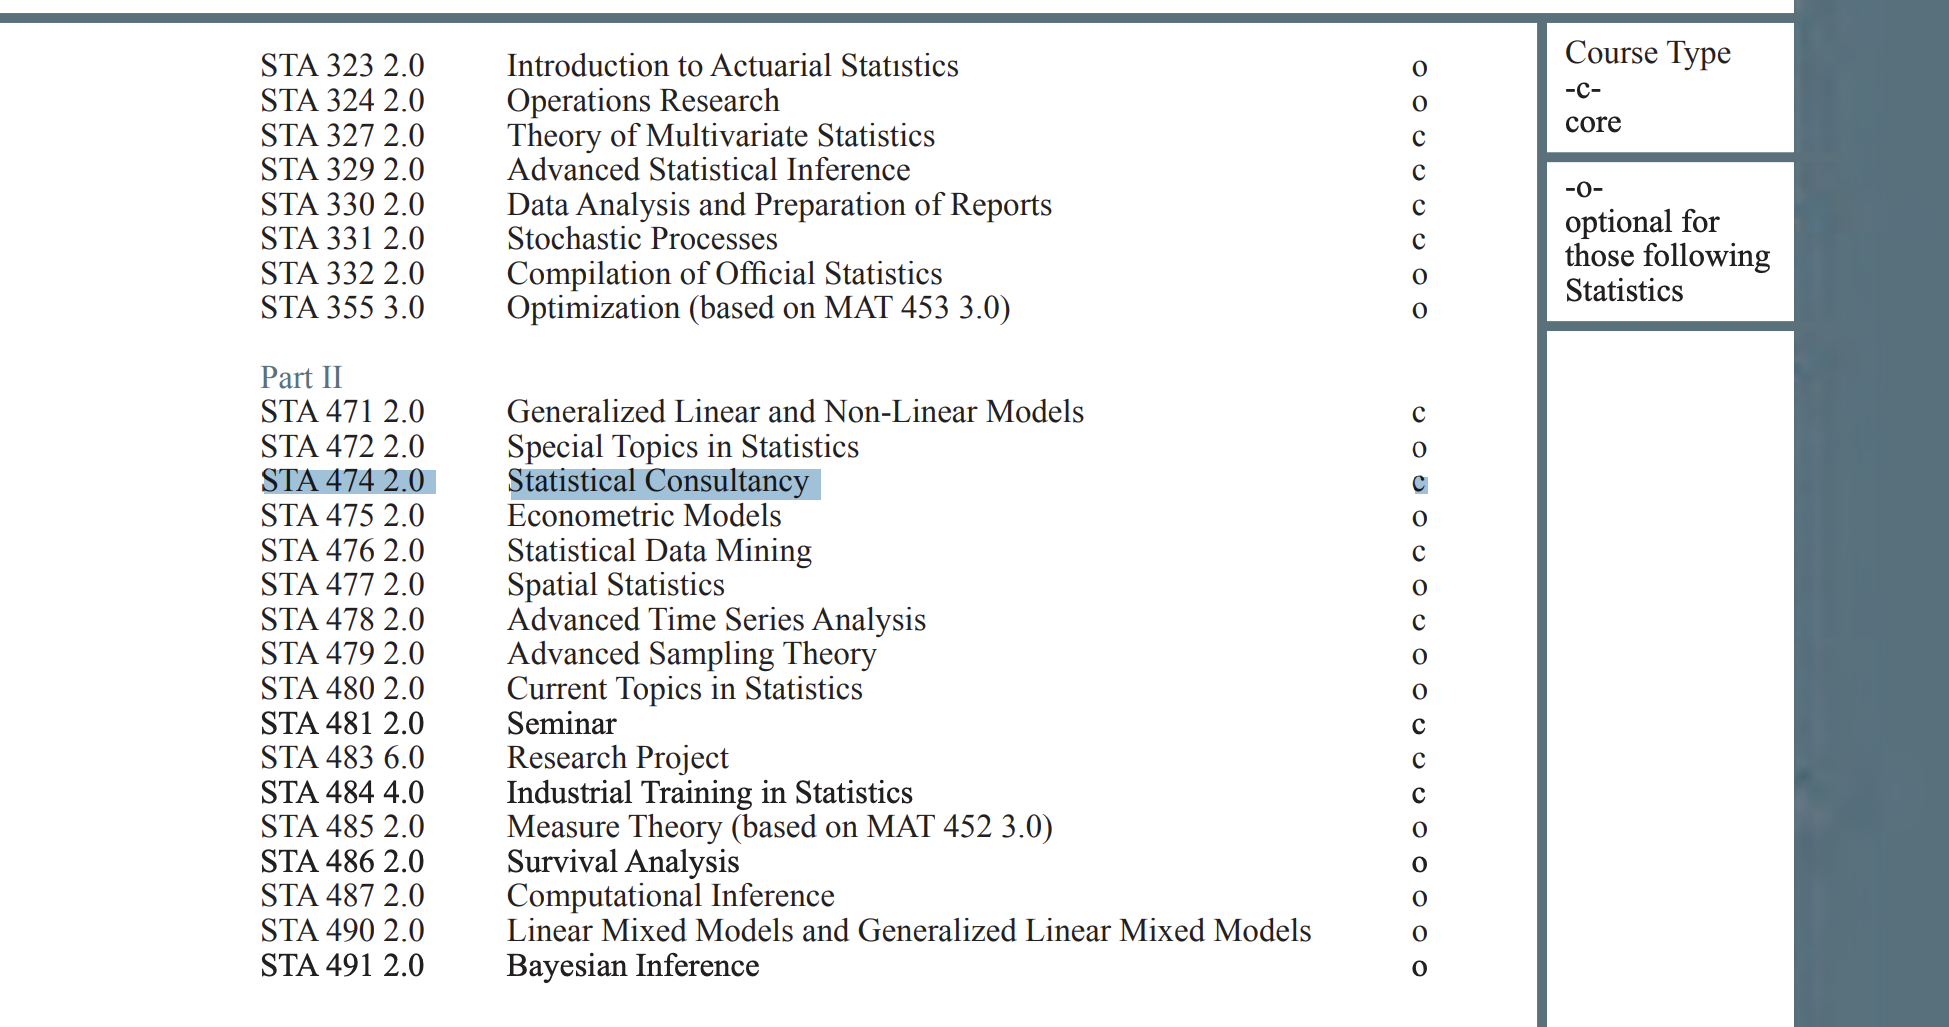 STA 323 2.0 Introduction to Actuarial Statistics o
STA 324 2.0 Operations Research o
STA 327 2.0 Theory of Multivariate Statistics c
STA 329 2.0 Advanced Statistical Inference c
STA 330 2.0 Data Analysis and Preparation of Reports c
STA 331 2.0 Stochastic Processes c
STA 332 2.0 Compilation of Official Statistics o
STA 355 3.0 Optimization (based on MAT 453 3.0) o
Part II
STA 471 2.0 Generalized Linear and Non-Linear Models c
STA 472 2.0 Special Topics in Statistics o
STA 474 2.0 Statistical Consultancy c
STA 475 2.0 Econometric Models o
STA 476 2.0 Statistical Data Mining c
STA 477 2.0 Spatial Statistics o
STA 478 2.0 Advanced Time Series Analysis c
STA 479 2.0 Advanced Sampling Theory o
STA 480 2.0 Current Topics in Statistics o
STA 481 2.0 Seminar c
STA 483 6.0 Research Project c
STA 484 4.0 Industrial Training in Statistics c
STA 485 2.0 Measure Theory (based on MAT 452 3.0) o
STA 486 2.0 Survival Analysis o
STA 487 2.0 Computational Inference o
STA 490 2.0 Linear Mixed Models and Generalized Linear Mixed Models o
STA 491 2.0 Bayesian Inference o
Course Type
-c-
core
-o-
optional for
those following
Statistics